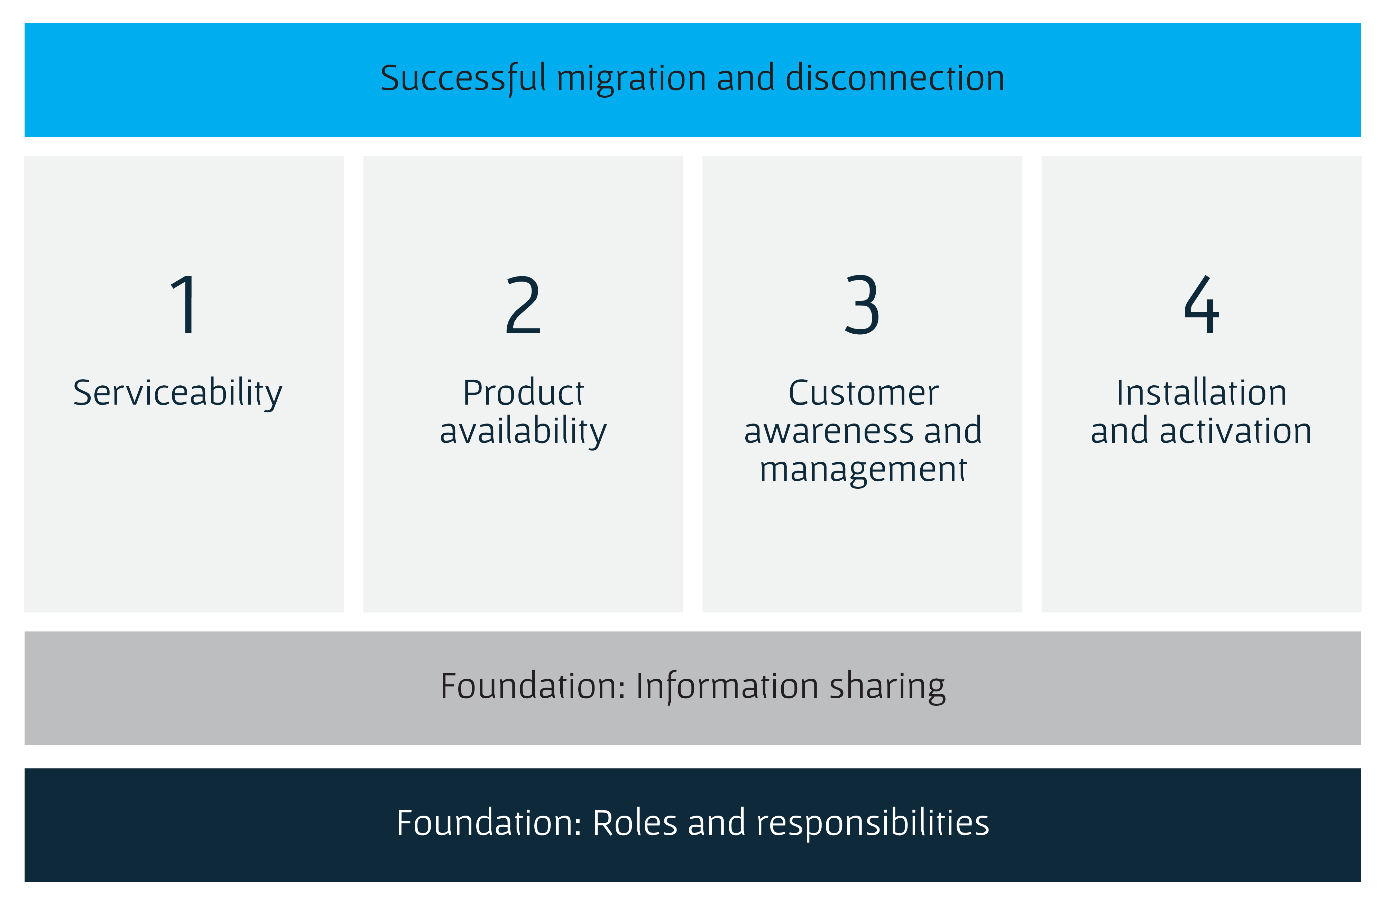 Successful migration and disconnection
1
Serviceability
2
Product
availability
3
Customer
awareness and
management
4
Installation
and activation
Foundation: Information sharing
Foundation: Roles and responsibilities